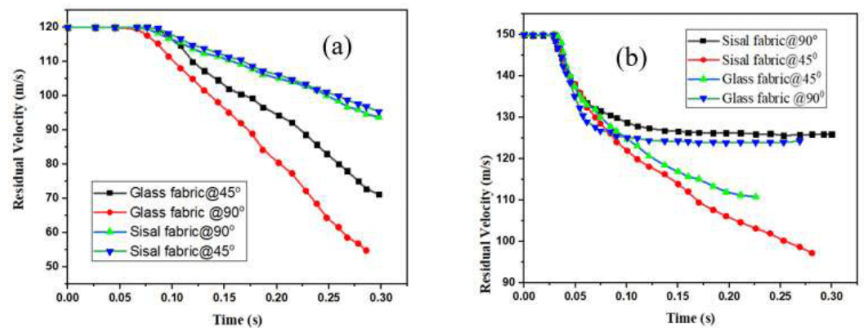 (a)
Residual Velocity (m/s)
120
110
100
90
80
70
60
50
Glass fabric@45°
Glass fabric @90°
Sisal fabric@90°
Sisal fabric@45°
0.00 0.05 0.10 0.15 0.20 0.25 0.30
Time (s)
(b)
Residual Velocity (m/s)
150
140
130
120
110
100
90
Sisal fabric@90°
Sisal fabric@45⁰
Glass fabric@45⁰
Glass fabric @90⁰
0.00 0.05 0.10 0.15 0.20 0.25 0.30
Time (s)